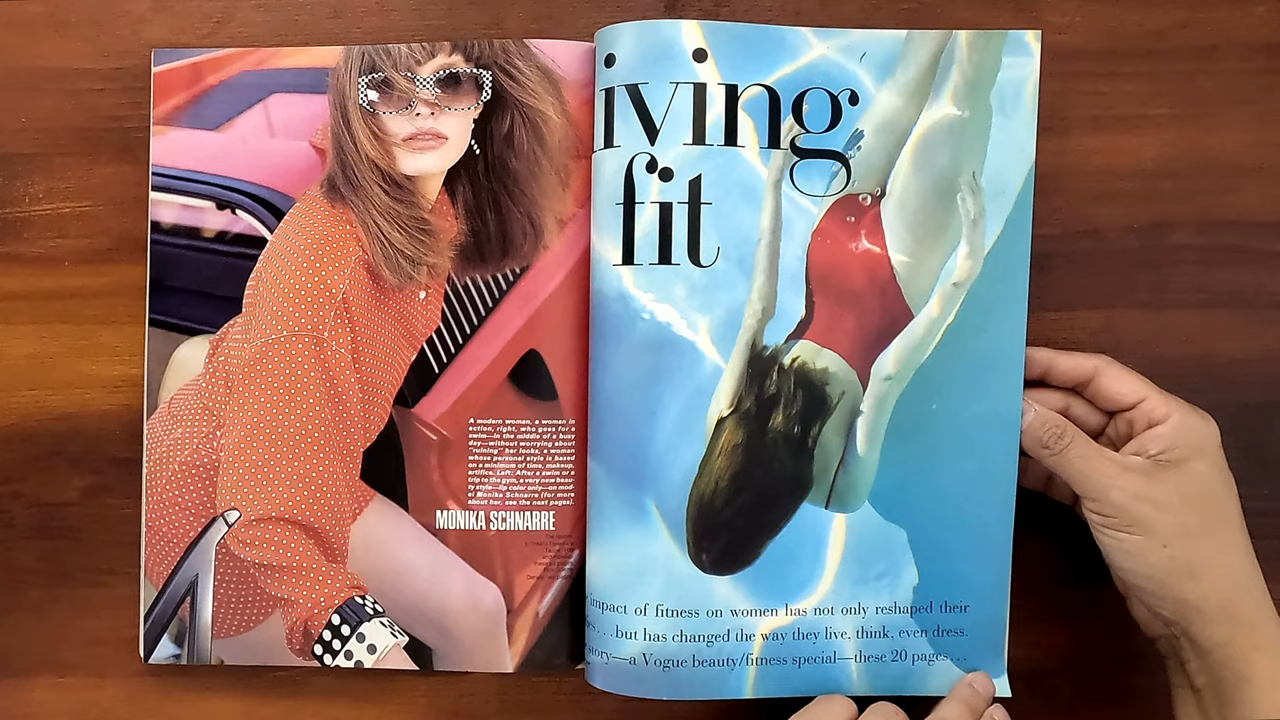 A modern woman, a woman in
action, right, who goes for a
swim—in the middle of a busy
day—without worrying about
"ruining" her looks, a woman
whose personal style is based
on a minimum of time, makeup,
artifice. Left: After a swim or a
trip to the gym, a very new beau-
ty style—lip color only—on mod-
el Monika Schnarre (for more
about her, see the next pages).
MONIKA SCHNARRE
iving
fit
impact of fitness on women has not only reshaped their
...but has changed the way they live, think, even dress.
story—a Vogue beauty/fitness special—these 20 pages...